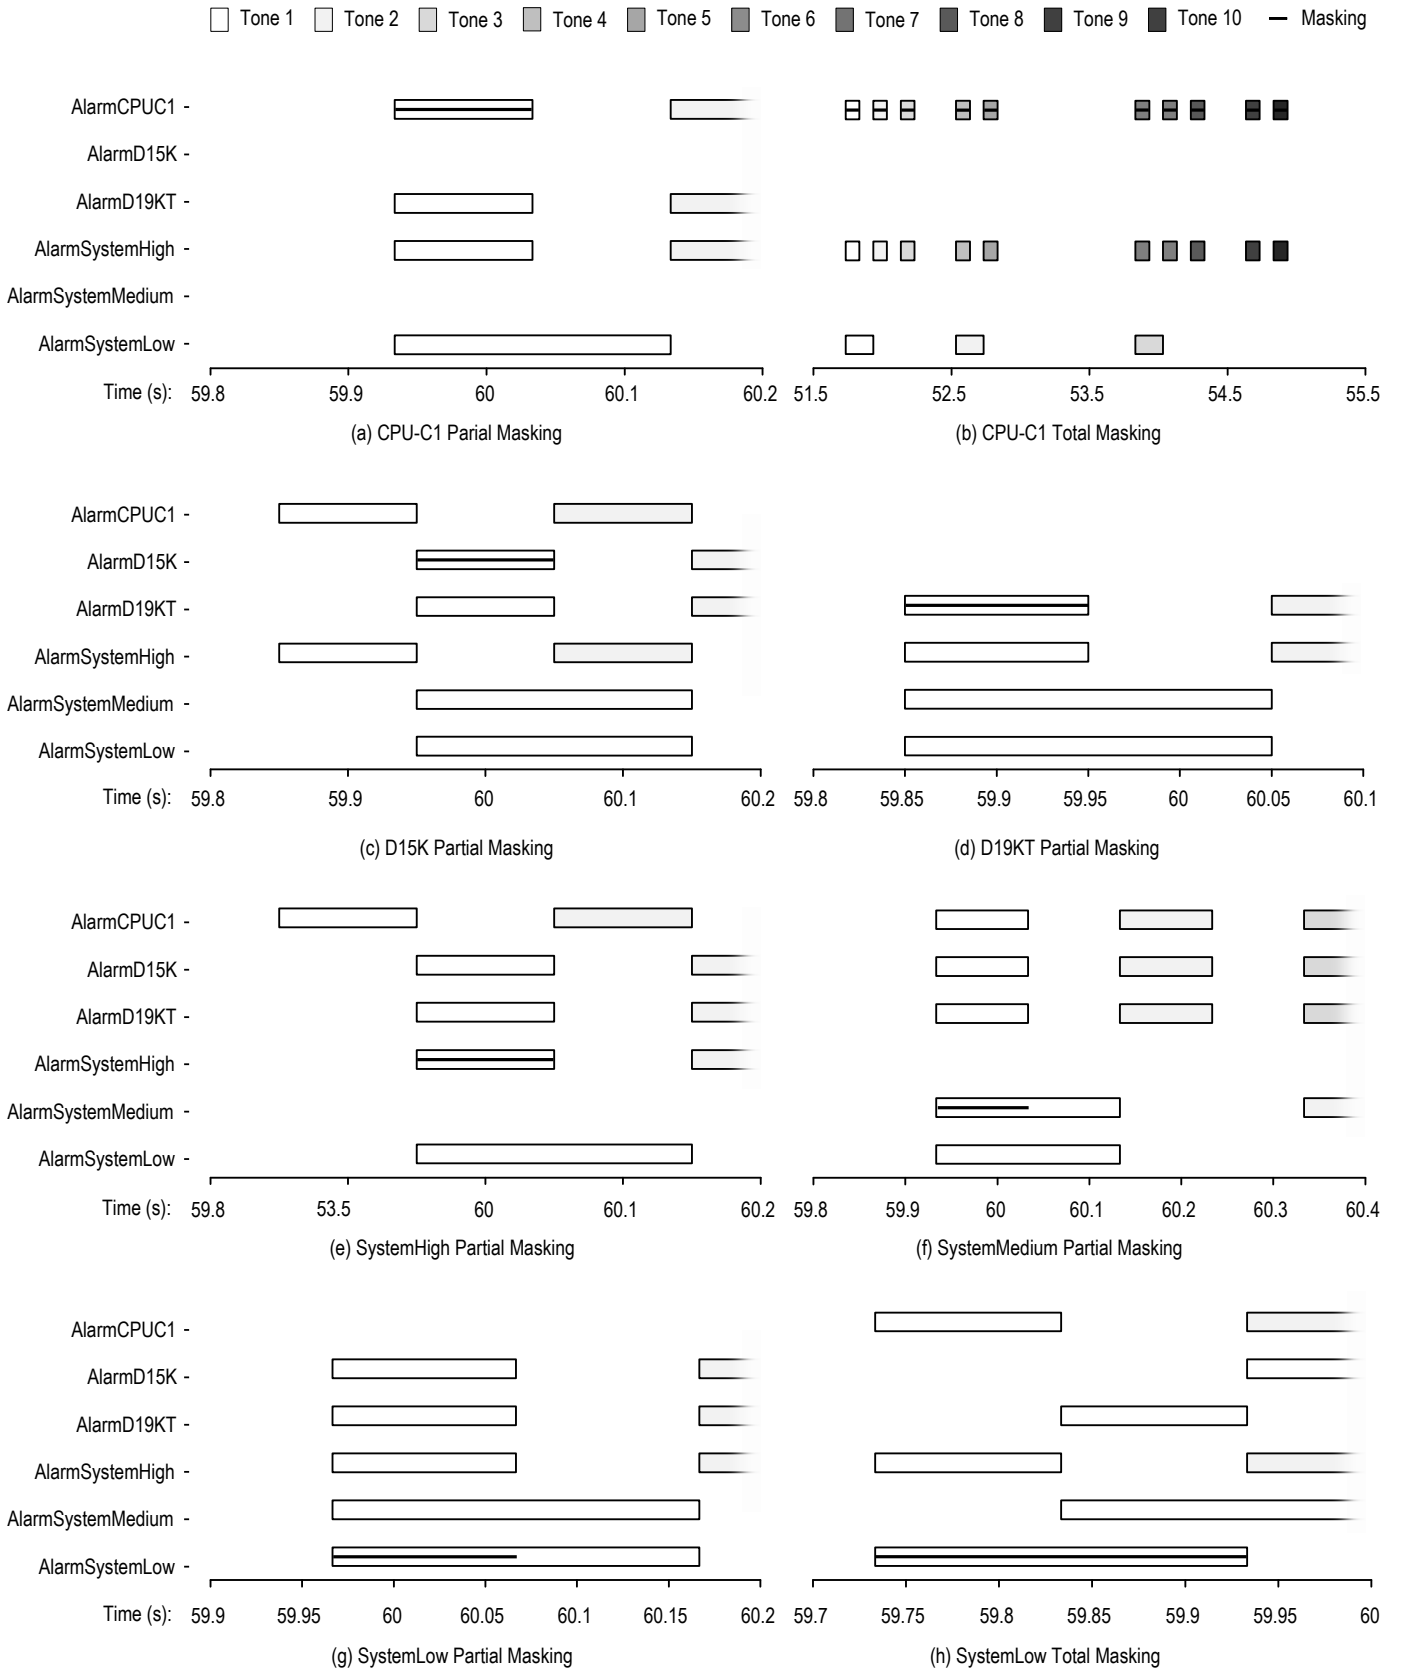 Tone 1 Tone 2 Tone 3 Tone 4 Tone 5 Tone 6 Tone 7 Tone 8 Tone 9 Tone 10 Masking
AlarmCPUC1
AlarmD15K
AlarmD19KT
AlarmSystemHigh
AlarmSystemMedium
AlarmSystemLow
Time (s): 59.8 59.9 60 60.1 60.2 51.5 52.5 53.5 54.5 55.5
(a) CPU-C1 Parial Masking (b) CPU-C1 Total Masking
AlarmCPUC1
AlarmD15K
AlarmD19KT
AlarmSystemHigh
AlarmSystemMedium
AlarmSystemLow
Time (s): 59.8 59.9 60 60.1 60.2 59.8 59.85 59.9 59.95 60 60.05 60.1
(c) D15K Partial Masking (d) D19KT Partial Masking
AlarmCPUC1
AlarmD15K
AlarmD19KT
AlarmSystemHigh
AlarmSystemMedium
AlarmSystemLow
Time (s): 59.8 53.5 60 60.1 60.2 59.8 59.9 60 60.1 60.2 60.3 60.4
(e) SystemHigh Partial Masking (f) SystemMedium Partial Masking
AlarmCPUC1
AlarmD15K
AlarmD19KT
AlarmSystemHigh
AlarmSystemMedium
AlarmSystemLow
Time (s): 59.9 59.95 60 60.05 60.1 60.15 60.2 59.7 59.75 59.8 59.85 59.9 59.95 60
(g) SystemLow Partial Masking (h) SystemLow Total Masking